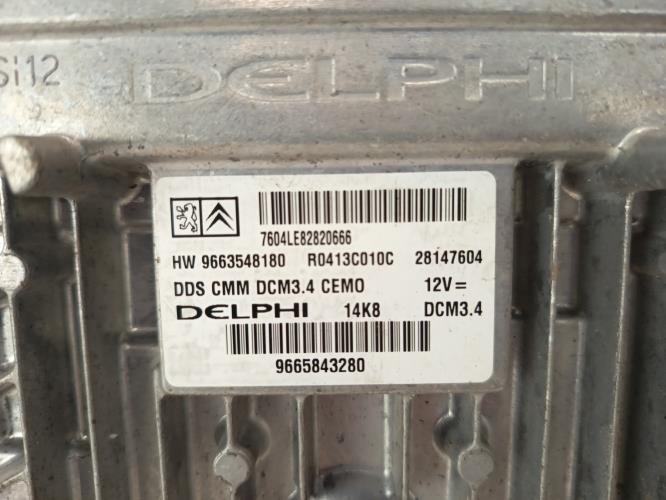 Si12
DELPHI
7604LE82820666
HW 9663548180 R0413C010C 28147604
DDS CMM DCM3.4 CEMO 12V=
DELPHI 14K8 DCM3.4
9665843280